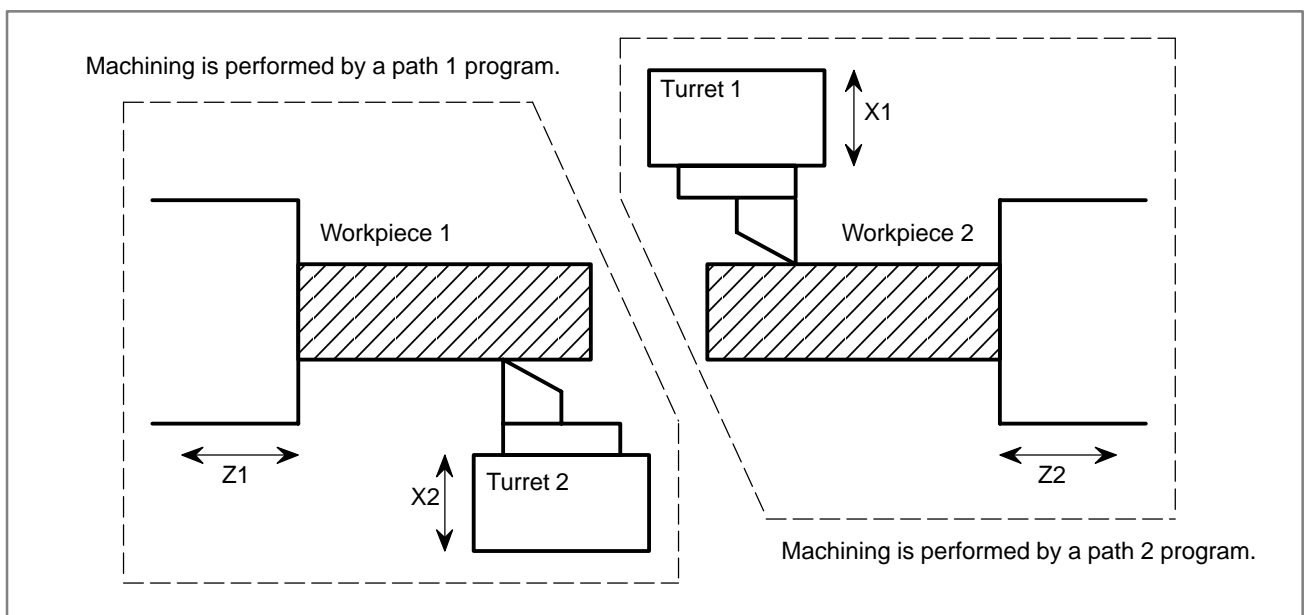 Machining is performed by a path 1 program.
Turret 1
X1
Workpiece 1
Workpiece 2
Z1
X2
Turret 2
Z2
Machining is performed by a path 2 program.